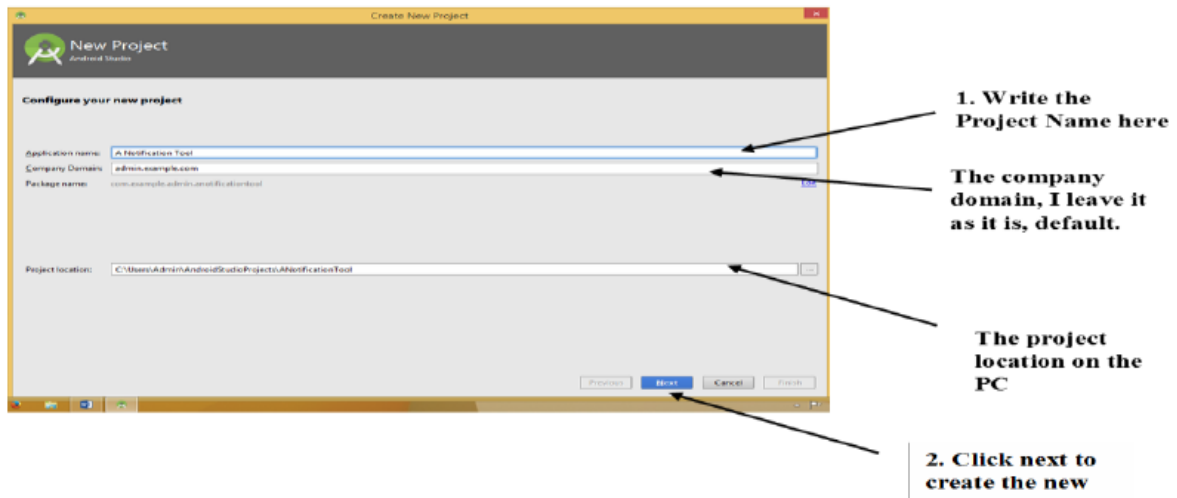 Create New Project
New Project
Android Studio
Configure your new project
Application name: A Notification Tool
Company Domain: admin.example.com
Package name: com.example.admin.anotificationtool
Edit
Project location: C:\Users\Admin\AndroidStudioProjects\ANotificationTool
Previous Next Cancel Finish
1. Write the
Project Name here
The company
domain, I leave it
as it is, default.
The project
location on the
PC
2. Click next to
create the new